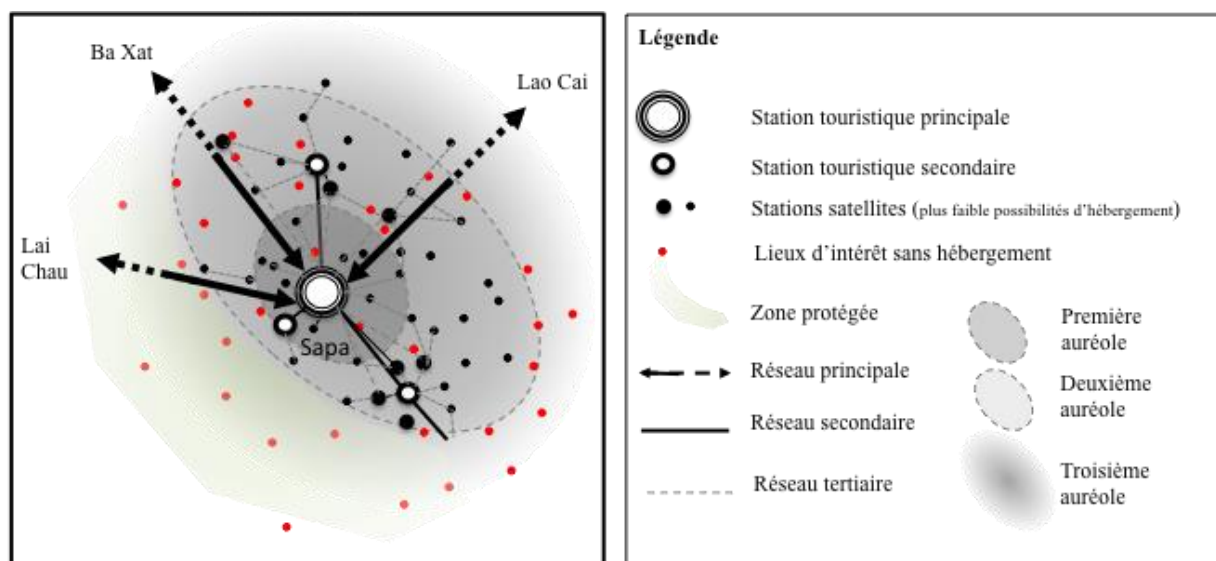 Ba Xat
Lao Cai
Lai
Chau
Sapa
Légende
Station touristique principale
Station touristique secondaire
Stations satellites (plus faible possibilités d'hébergement)
Lieux d'intérêt sans hébergement
Zone protégée
Réseau principale
Réseau secondaire
Réseau tertiaire
Première
auréole
Deuxième
auréole
Troisième
auréole